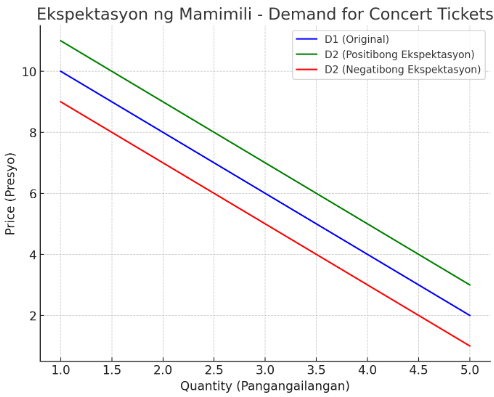 Ekspektasyon ng Mamimili - Demand for Concert Tickets
D1 (Original)
D2 (Positibong Ekspektasyon)
D2 (Negatibong Ekspektasyon)
10
8
6
4
2
Price (Presyo)
1.0 1.5 2.0 2.5 3.0 3.5 4.0 4.5 5.0
Quantity (Pangangailangan)